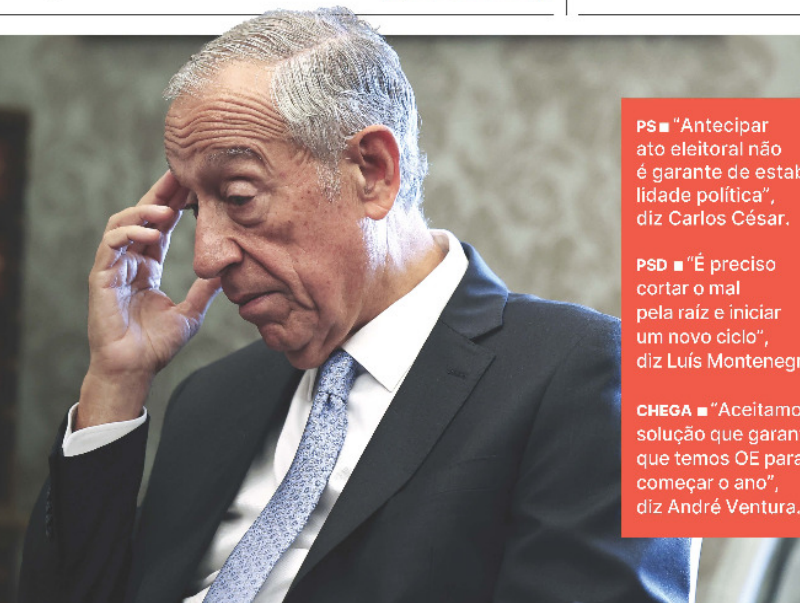 PS ■ "Antecipar
ato eleitoral não
é garante de estab
lidade política",
diz Carlos César.
PSD ■ "É preciso
cortar o mal
pela raíz e iniciar
um novo ciclo",
diz Luís Montenegr
CHEGA ■ "Aceitamo
solução que garan
que temos OE para
começar o ano",
diz André Ventura.